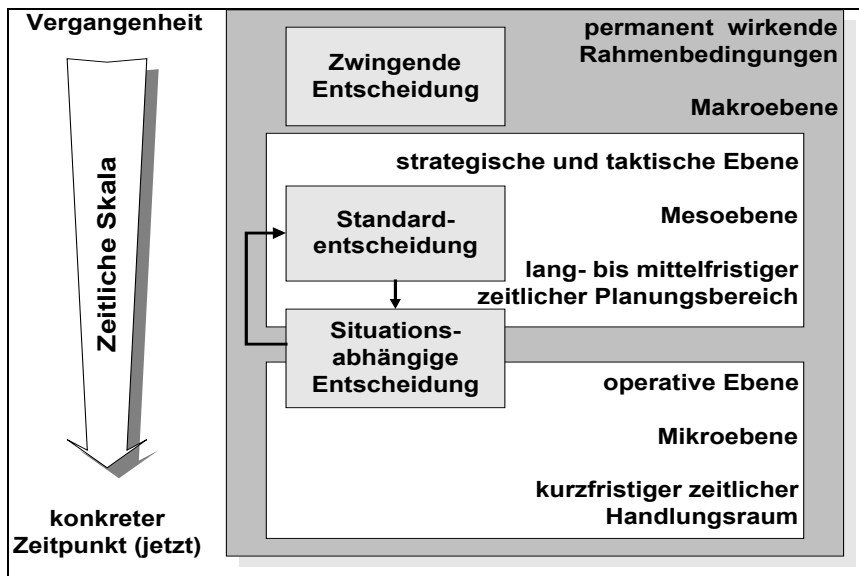 Vergangenheit
Zeitliche Skala
konkreter
Zeitpunkt (jetzt)
permanent wirkende
Rahmenbedingungen
Zwingende
Entscheidung
Makroebene
strategische und taktische Ebene
Standard-
entscheidung
Mesoebene
lang- bis mittelfristiger
zeitlicher Planungsbereich
Situations-
abhängige
Entscheidung
operative Ebene
Mikroebene
kurzfristiger zeitlicher
Handlungsraum